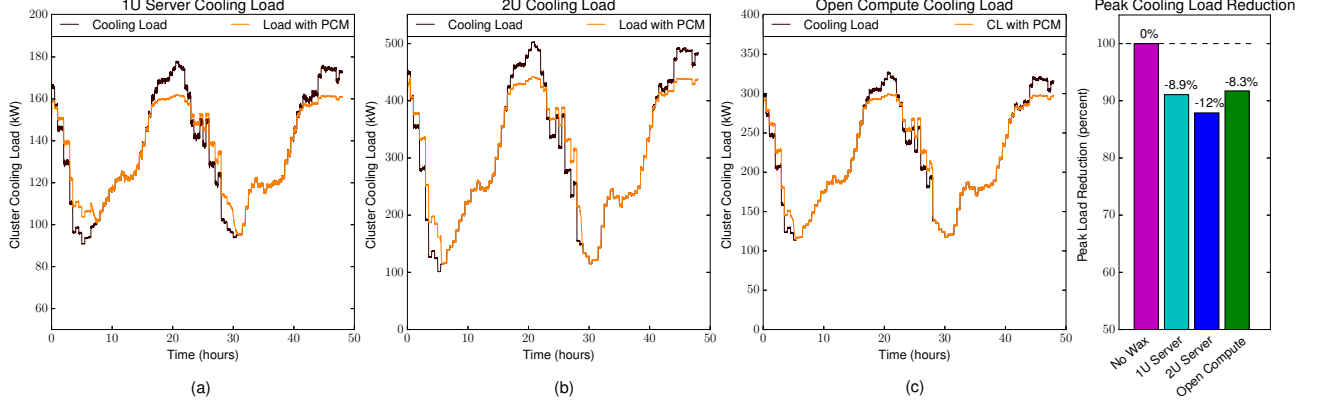 1U Server Cooling Load
Cooling Load
Load with PCM
200
180
160
140
120
100
80
60
Cluster Cooling Load (kW)
0
10
20
30
40
50
Time (hours)
(a)
2U Cooling Load
Cooling Load
Load with PCM
500
400
300
200
100
0
Cluster Cooling Load (kW)
0
10
20
30
40
50
Time (hours)
(b)
Open Compute Cooling Load
Cooling Load
CL with PCM
400
350
300
250
200
150
100
50
0
Cluster Cooling Load (kW)
0
10
20
30
40
50
Time (hours)
(c)
Peak Cooling Load Reduction
0%
-8.9%
-12%
-8.3%
100
90
80
70
60
50
Peak Load Reduction (percent)
No Wax
1U Server
2U Server
Open Compute